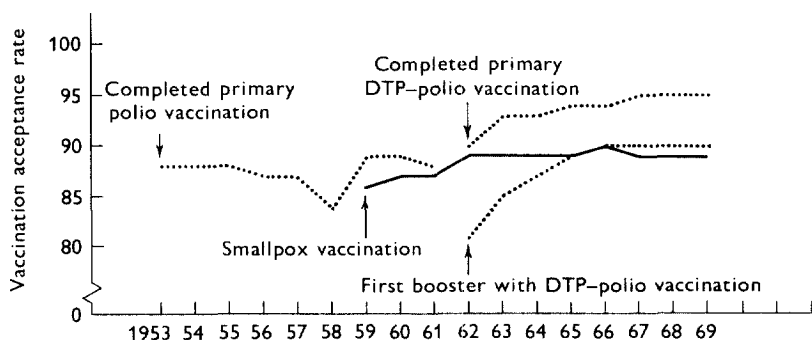 Vaccination acceptance rate
100
95
90
85
80
0
Completed primary
polio vaccination
Completed primary
DTP–polio vaccination
Smallpox vaccination
First booster with DTP–polio vaccination
1953 54 55 56 57 58 59 60 61 62 63 64 65 66 67 68 69